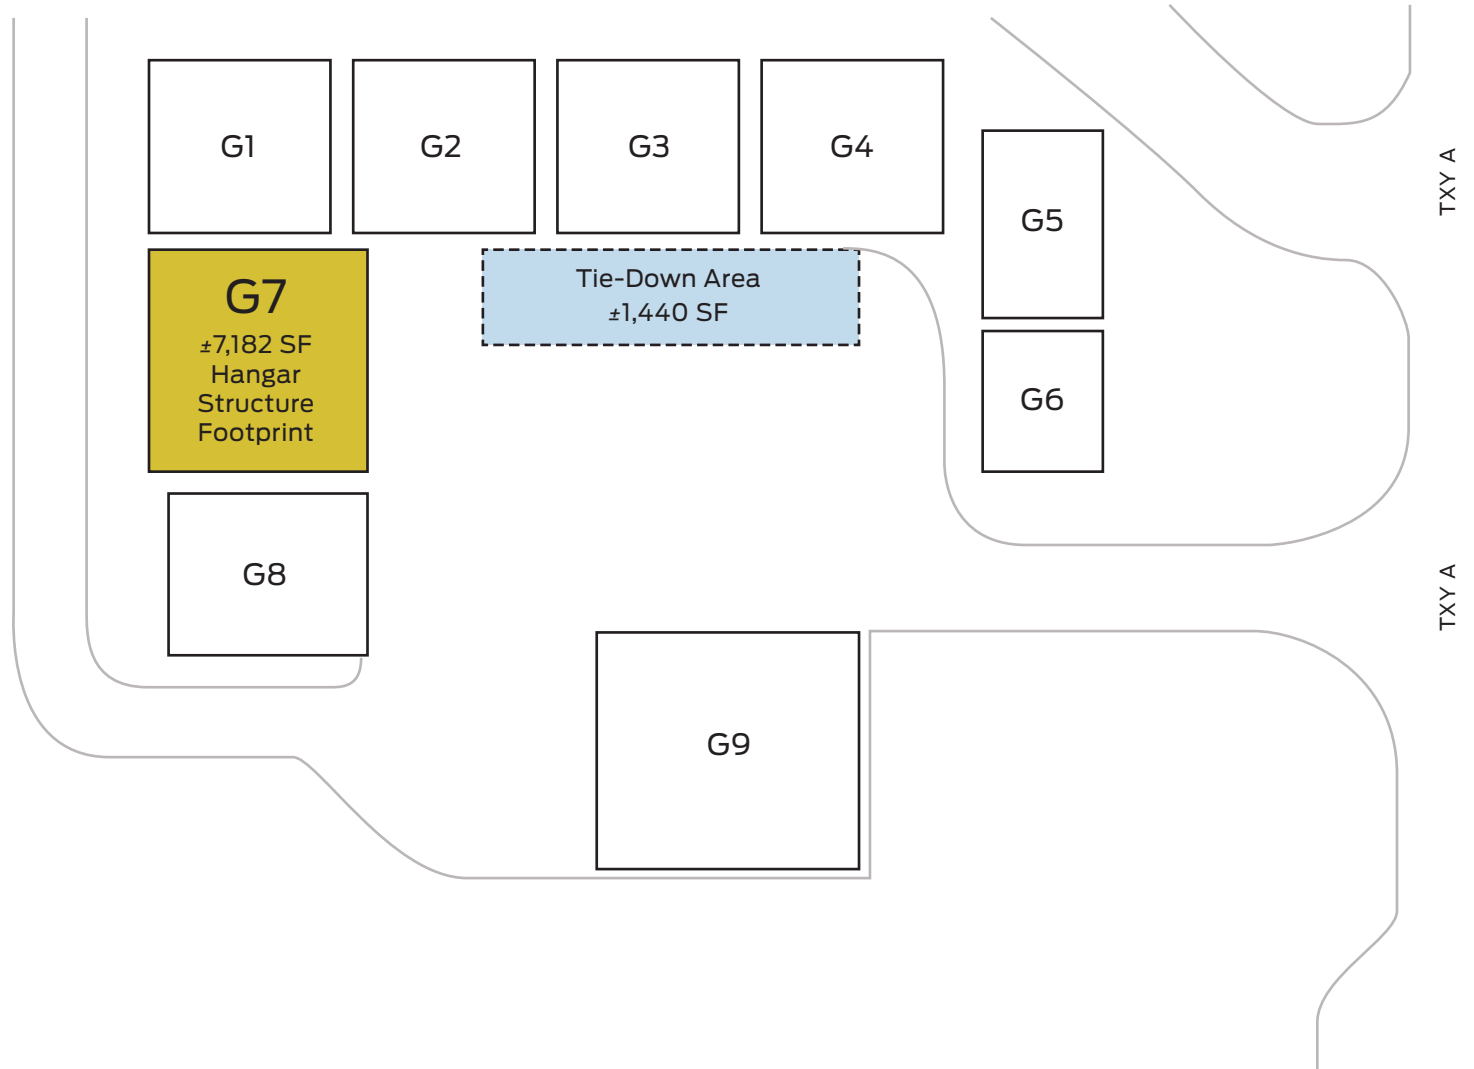 G1
G2
G3
G4
G5
TXY A
G7
±7,182 SF
Hangar
Structure
Footprint
Tie-Down Area
±1,440 SF
G6
G8
TXY A
G9